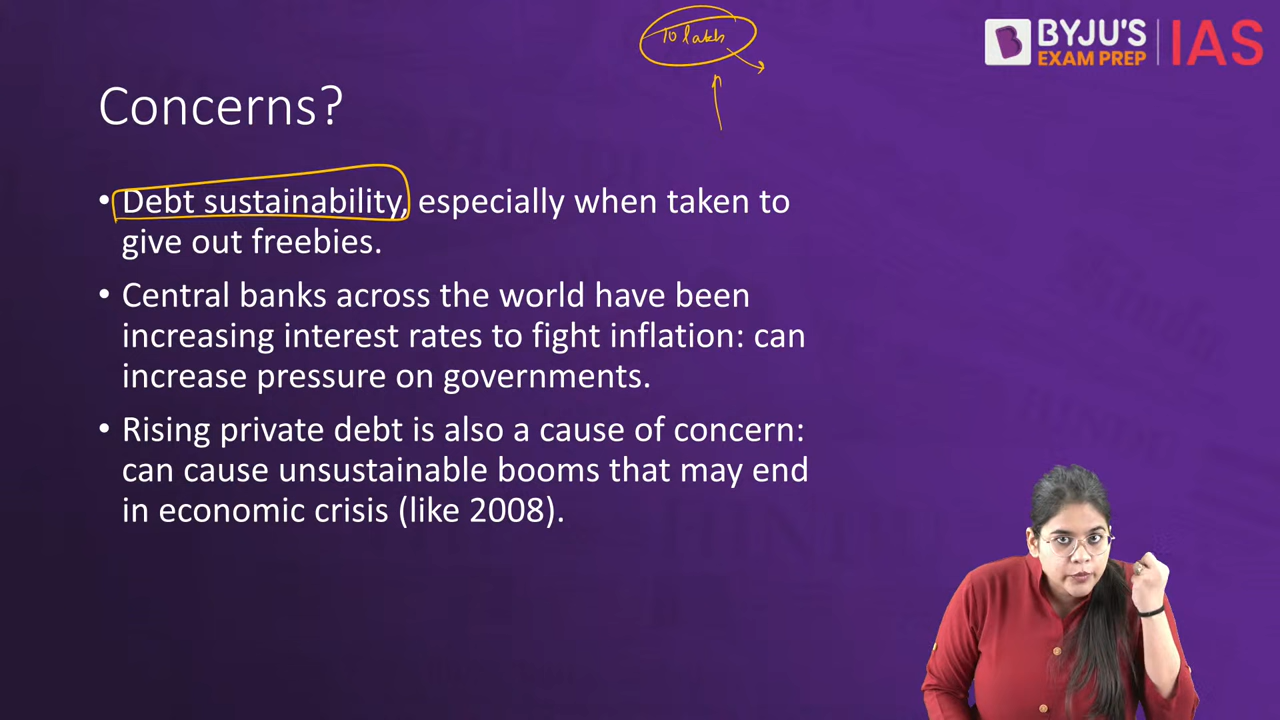 10 lakh
BYJU'S
EXAM PREP
IAS
Concerns?
• Debt sustainability, especially when taken to
give out freebies.
• Central banks across the world have been
increasing interest rates to fight inflation: can
increase pressure on governments.
• Rising private debt is also a cause of concern:
can cause unsustainable booms that may end
in economic crisis (like 2008).